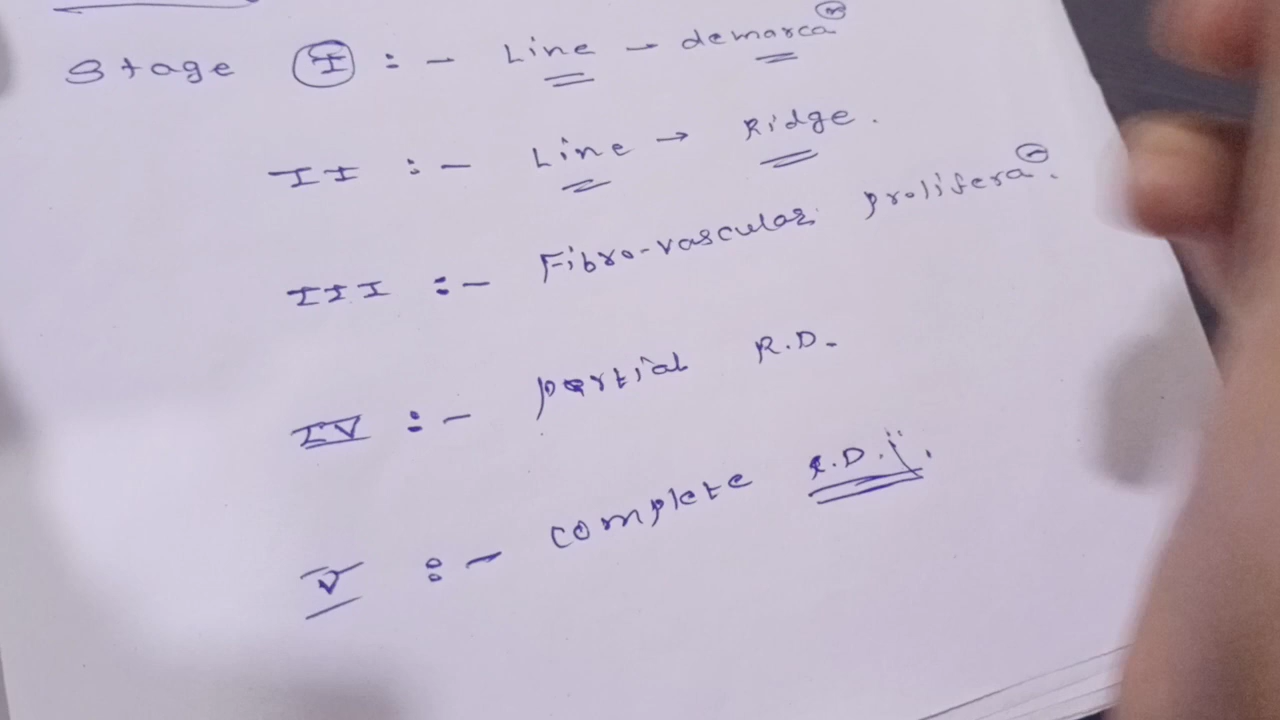 Stage I :- Line - demarca^n
II :- Line → Ridge.
III :- Fibro-vascular prolifera^n.
IV :- partial R.D.
V :- complete R.D.